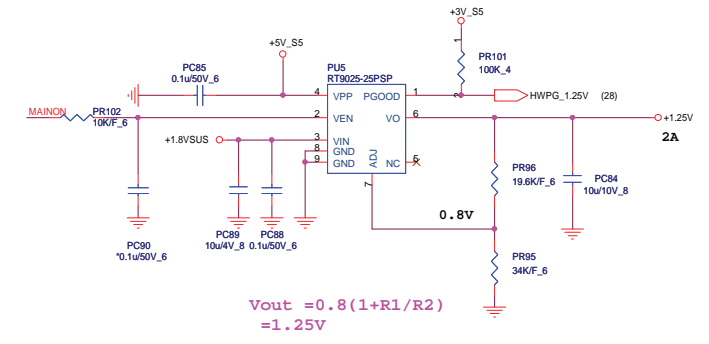 +3V_S5
+5V_S5
1
PR101
100K_4
PC85
0.1u/50V_6
PU5
RT9025-25PSP
2
4
VPP
PGOOD
1
HWPG_1.25V
(28)
MAINON
PR102
10K/F_6
2
VEN
VO
6
+1.25V
2A
+1.8VSUS
3
VIN
8
GND
9
GND
ADJ
NC
5
7
PR96
19.6K/F_6
PC84
10u/10V_8
0.8V
PC90
*0.1u/50V_6
PC89
10u/4V_8
PC88
0.1u/50V_6
PR95
34K/F_6
Vout =0.8(1+R1/R2)
=1.25V